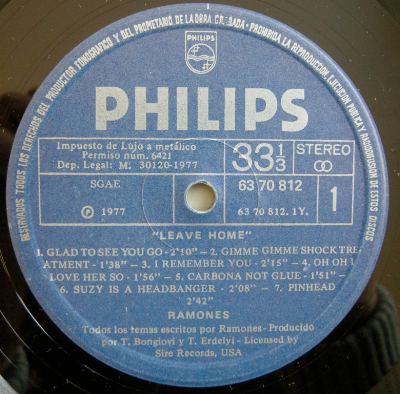 RESERVADOS TODOS LOS DERECHOS DEL PRODUCTOR FONOGRAFICO Y DEL PROPIETARIO DE LA OBRA GRABADA - PROHIBIDA LA REPRODUCCION, EJECUCION PUBLICA Y RADIODIFUSION DE ESTOS DISCOS
PHILIPS
PHILIPS
Impuesto de Lujo a metálico
Permiso núm. 6421
Dep. Legal: M. 30120-1977
33 1/3
STEREO
SGAE
63 70 812
℗ 1977
63 70 812. 1Y.
1
"LEAVE HOME"
1. GLAD TO SEE YOU GO - 2'10" - 2. GIMME GIMME SHOCK TRE
ATMENT - 1'38" - 3. I REMEMBER YOU - 2'15" - 4. OH OH I
LOVE HER SO - 1'56" - 5. CARBONA NOT GLUE - 1'51" -
6. SUZY IS A HEADBANGER - 2'08" - 7. PINHEAD
2'42"
RAMONES
Todos los temas escritos por Ramones - Producido
por T. Bongiovi y T. Erdelyi - Licensed by
Sire Records, USA